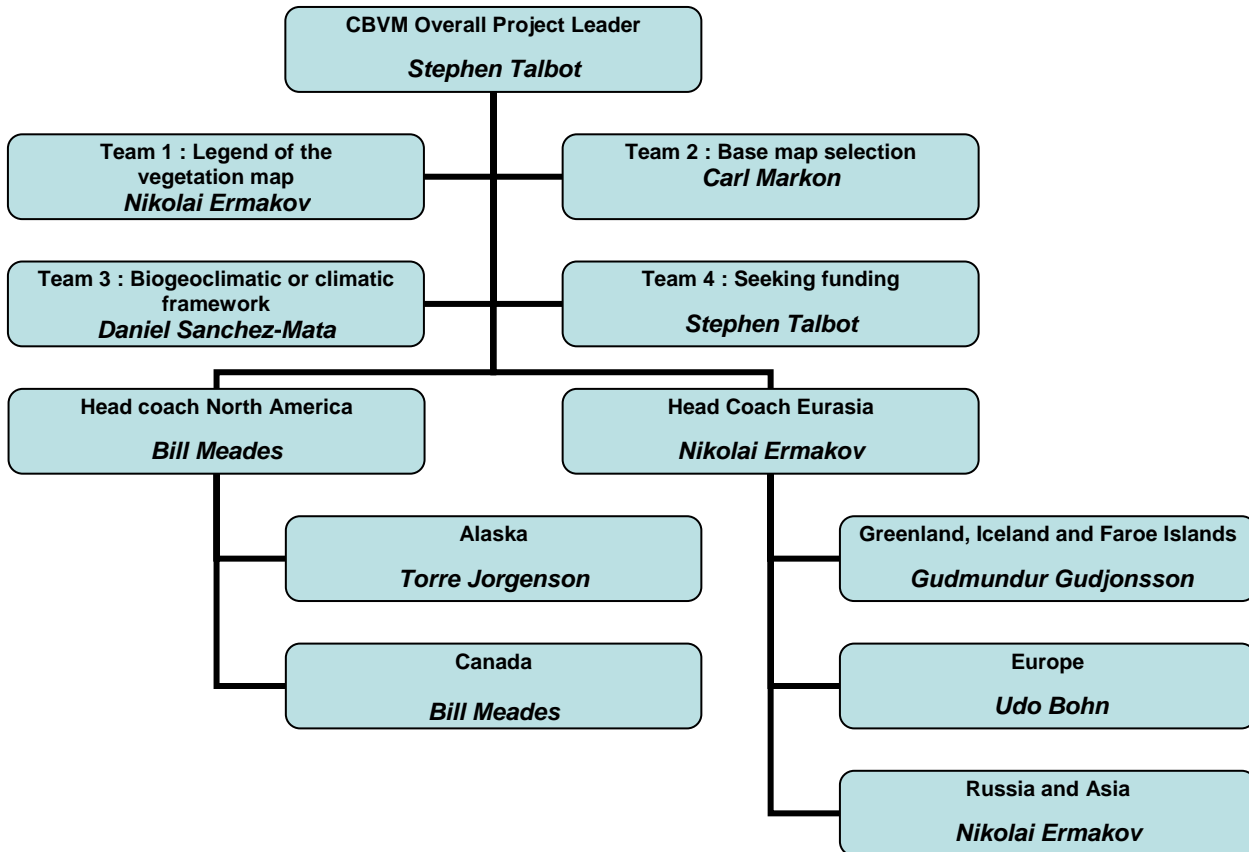 CBVM Overall Project Leader
Stephen Talbot
Team 1 : Legend of the
vegetation map
Nikolai Ermakov
Team 2 : Base map selection
Carl Markon
Team 3 : Biogeoclimatic or climatic
framework
Daniel Sanchez-Mata
Team 4 : Seeking funding
Stephen Talbot
Head coach North America
Bill Meades
Head Coach Eurasia
Nikolai Ermakov
Alaska
Torre Jorgenson
Greenland, Iceland and Faroe Islands
Gudmundur Gudjonsson
Canada
Bill Meades
Europe
Udo Bohn
Russia and Asia
Nikolai Ermakov